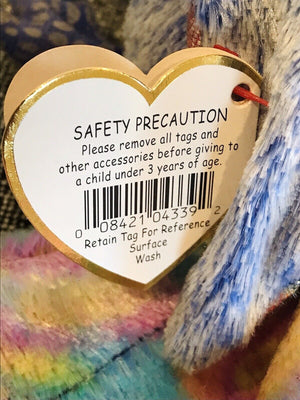 SAFETY PRECAUTION
Please remove all tags and
other accessories before giving to
a child under 3 years of age.
0 08421 04339 2
Retain Tag For Reference
Surface
Wash